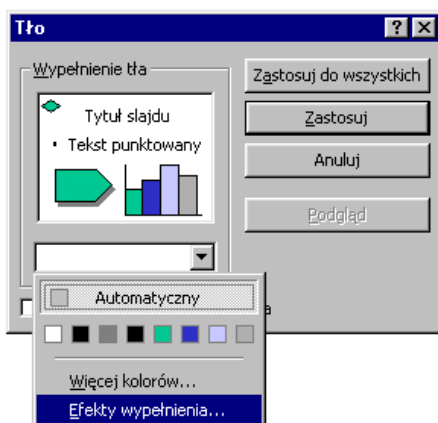 Tło
Wypełnienie tła
Tytuł slajdu
· Tekst punktowany
Zastosuj do wszystkich
Zastosuj
Anuluj
Podgląd
Automatyczny
a
Więcej kolorów...
Efekty wypełnienia...